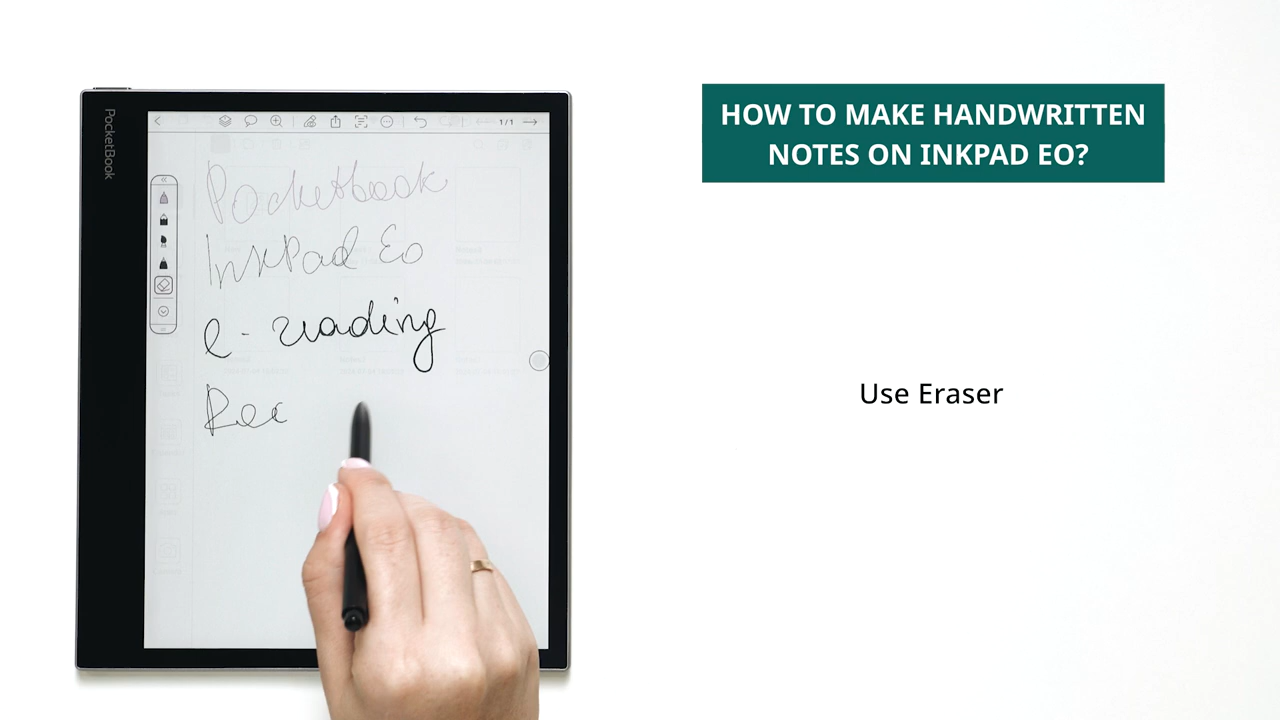 PocketBook
1/1
Pocketbook
InkPad Eo
e-reading
Rec
HOW TO MAKE HANDWRITTEN
NOTES ON INKPAD EO?
Use Eraser